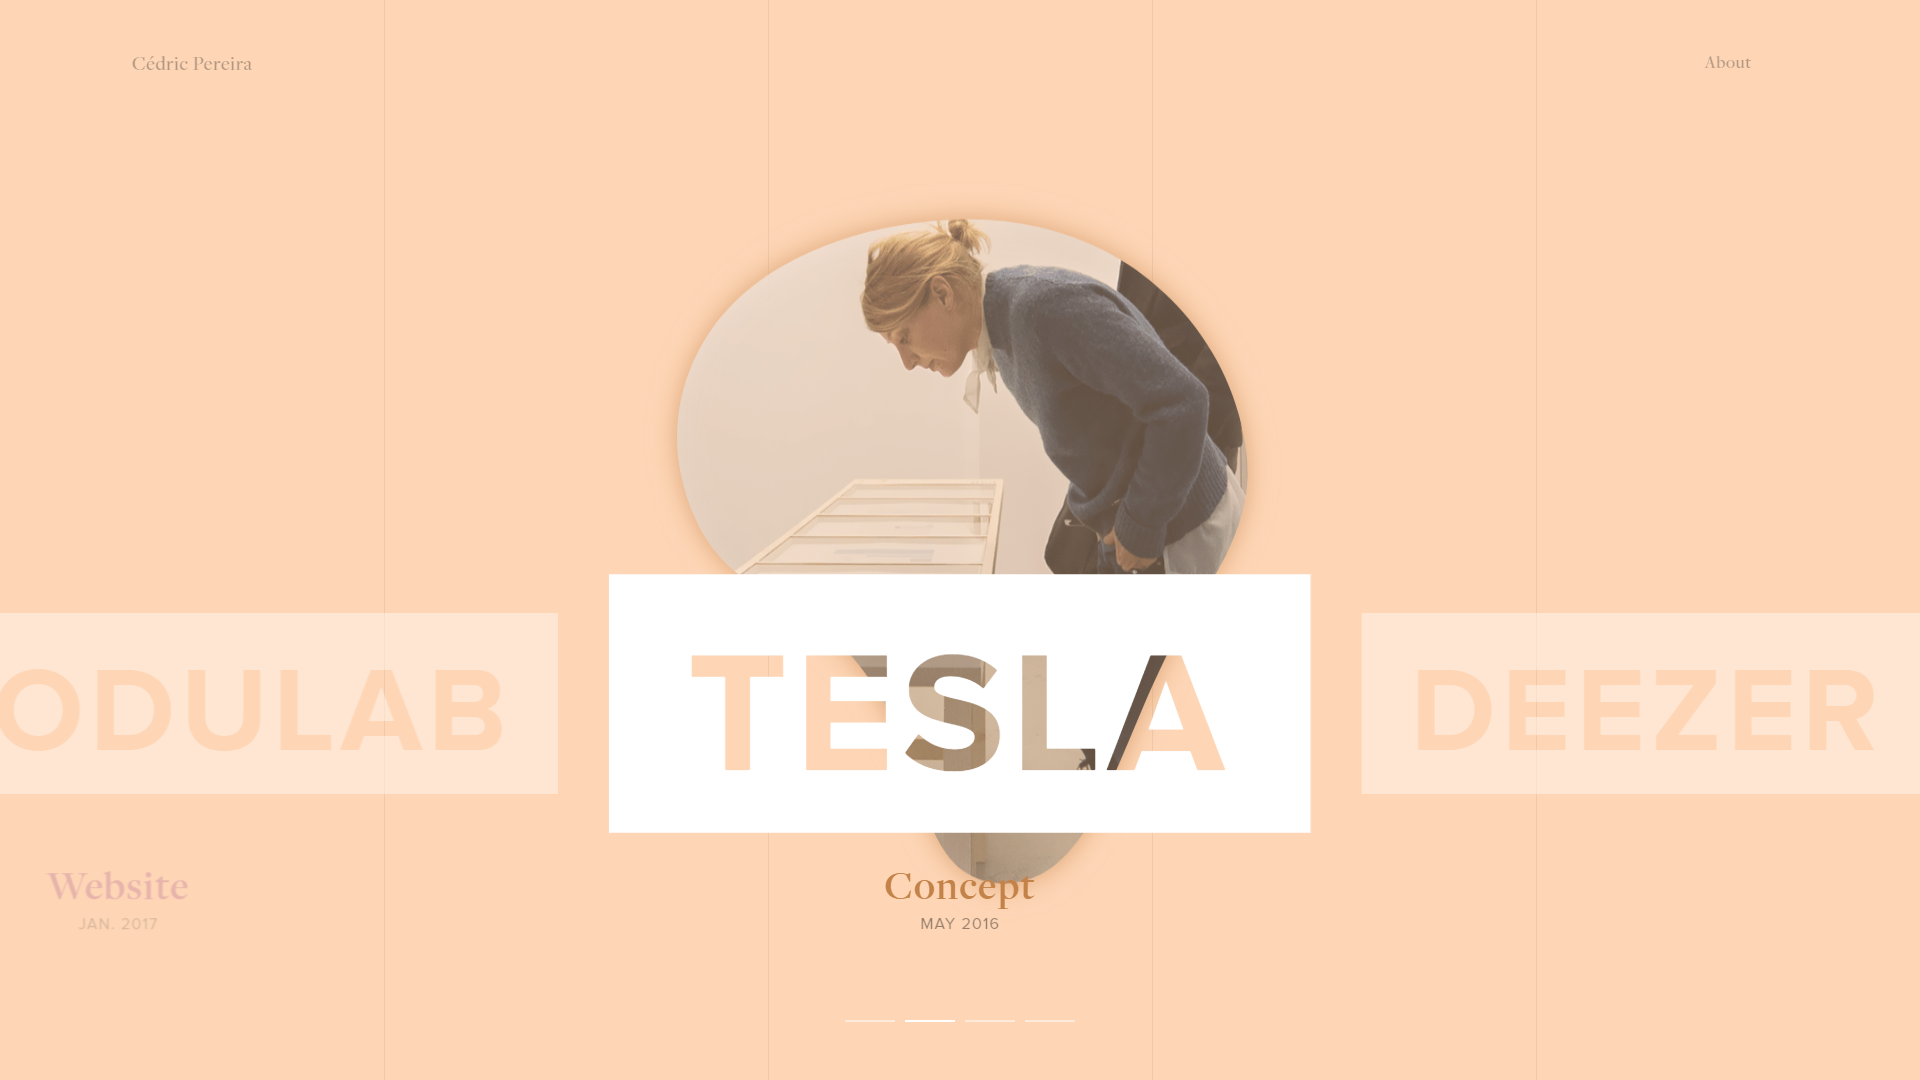 Cédric Pereira
About
ODULAB
TESLA
DEEZER
Website
JAN. 2017
Concept
MAY 2016